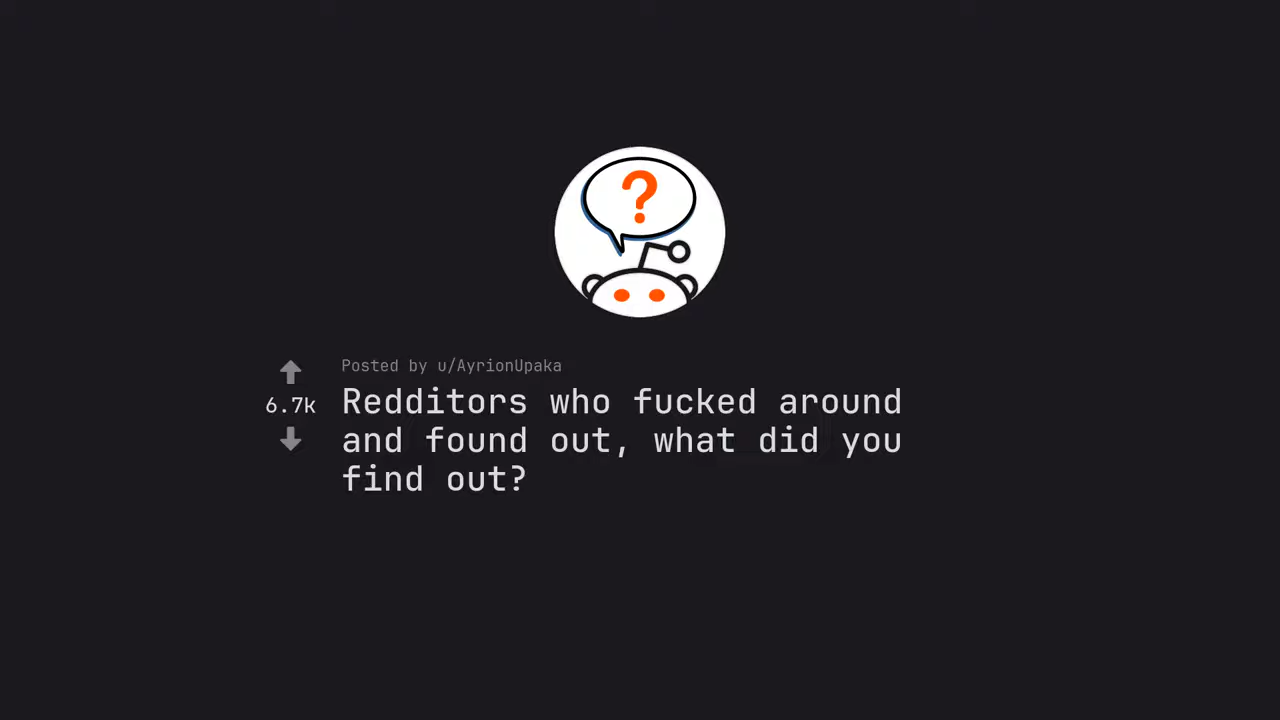 ?
Posted by u/AyrionUpaka
6.7k
Redditors who fucked around
and found out, what did you
find out?